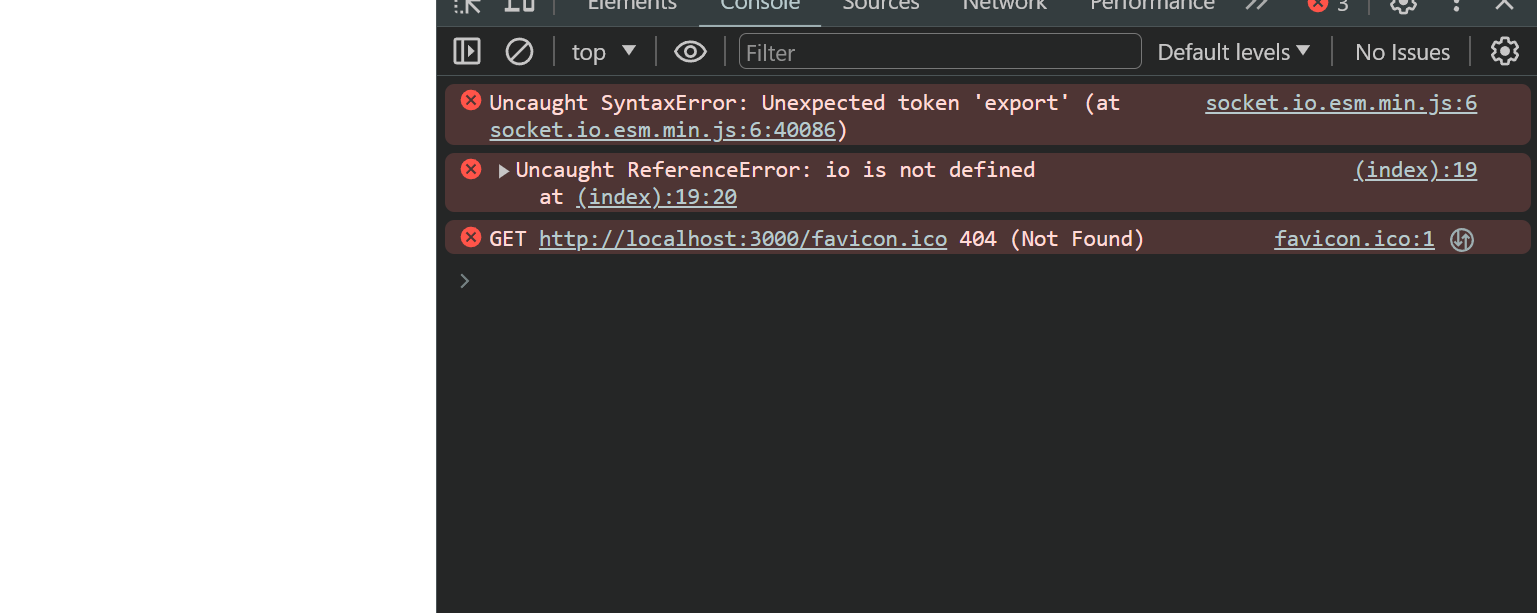 Elements Console Sources Network Performance 3
top Filter Default levels No Issues
Uncaught SyntaxError: Unexpected token 'export' (at socket.io.esm.min.js:6
socket.io.esm.min.js:6:40086)
Uncaught ReferenceError: io is not defined (index):19
at (index):19:20
GET http://localhost:3000/favicon.ico 404 (Not Found) favicon.ico:1